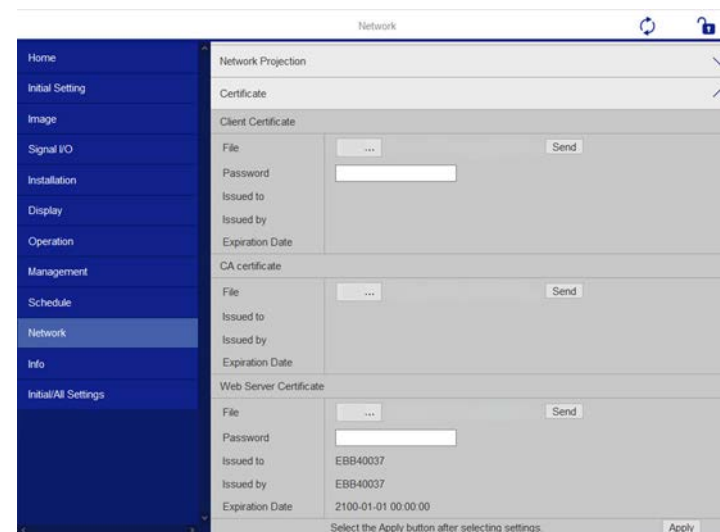 Network
Home
Initial Setting
Image
Signal I/O
Installation
Display
Operation
Management
Schedule
Network
Info
Initial/All Settings
Network Projection
Certificate
Client Certificate
File ... Send
Password
Issued to
Issued by
Expiration Date
CA certificate
File ... Send
Issued to
Issued by
Expiration Date
Web Server Certificate
File ... Send
Password
Issued to EBB40037
Issued by EBB40037
Expiration Date 2100-01-01 00:00:00
Select the Apply button after selecting settings. Apply